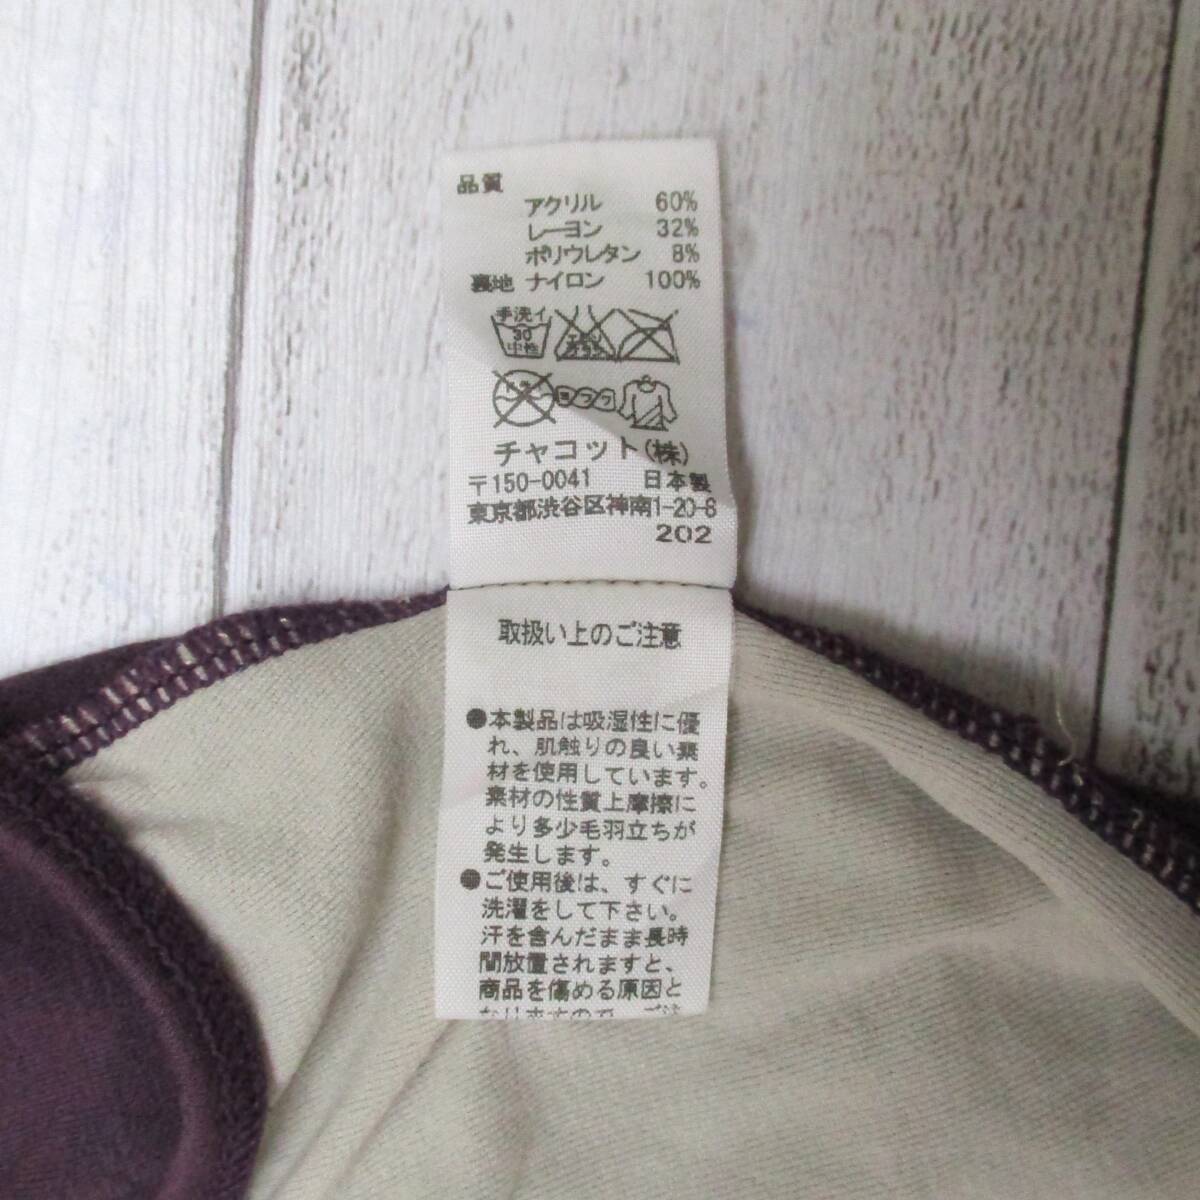 品質
アクリル 60%
レーヨン 32%
ポリウレタン 8%
裏地 ナイロン 100%
手洗イ
30
中性
チャコット(株)
〒150-0041 日本製
東京都渋谷区神南1-20-8
202
取扱い上のご注意
●本製品は吸湿性に優
れ、肌触りの良い素
材を使用しています。
素材の性質上摩擦に
より多少毛羽立ちが
発生します。
●ご使用後は、すぐに
洗濯をして下さい。
汗を含んだまま長時
間放置されますと、
商品を傷める原因と
なりますので、ご注